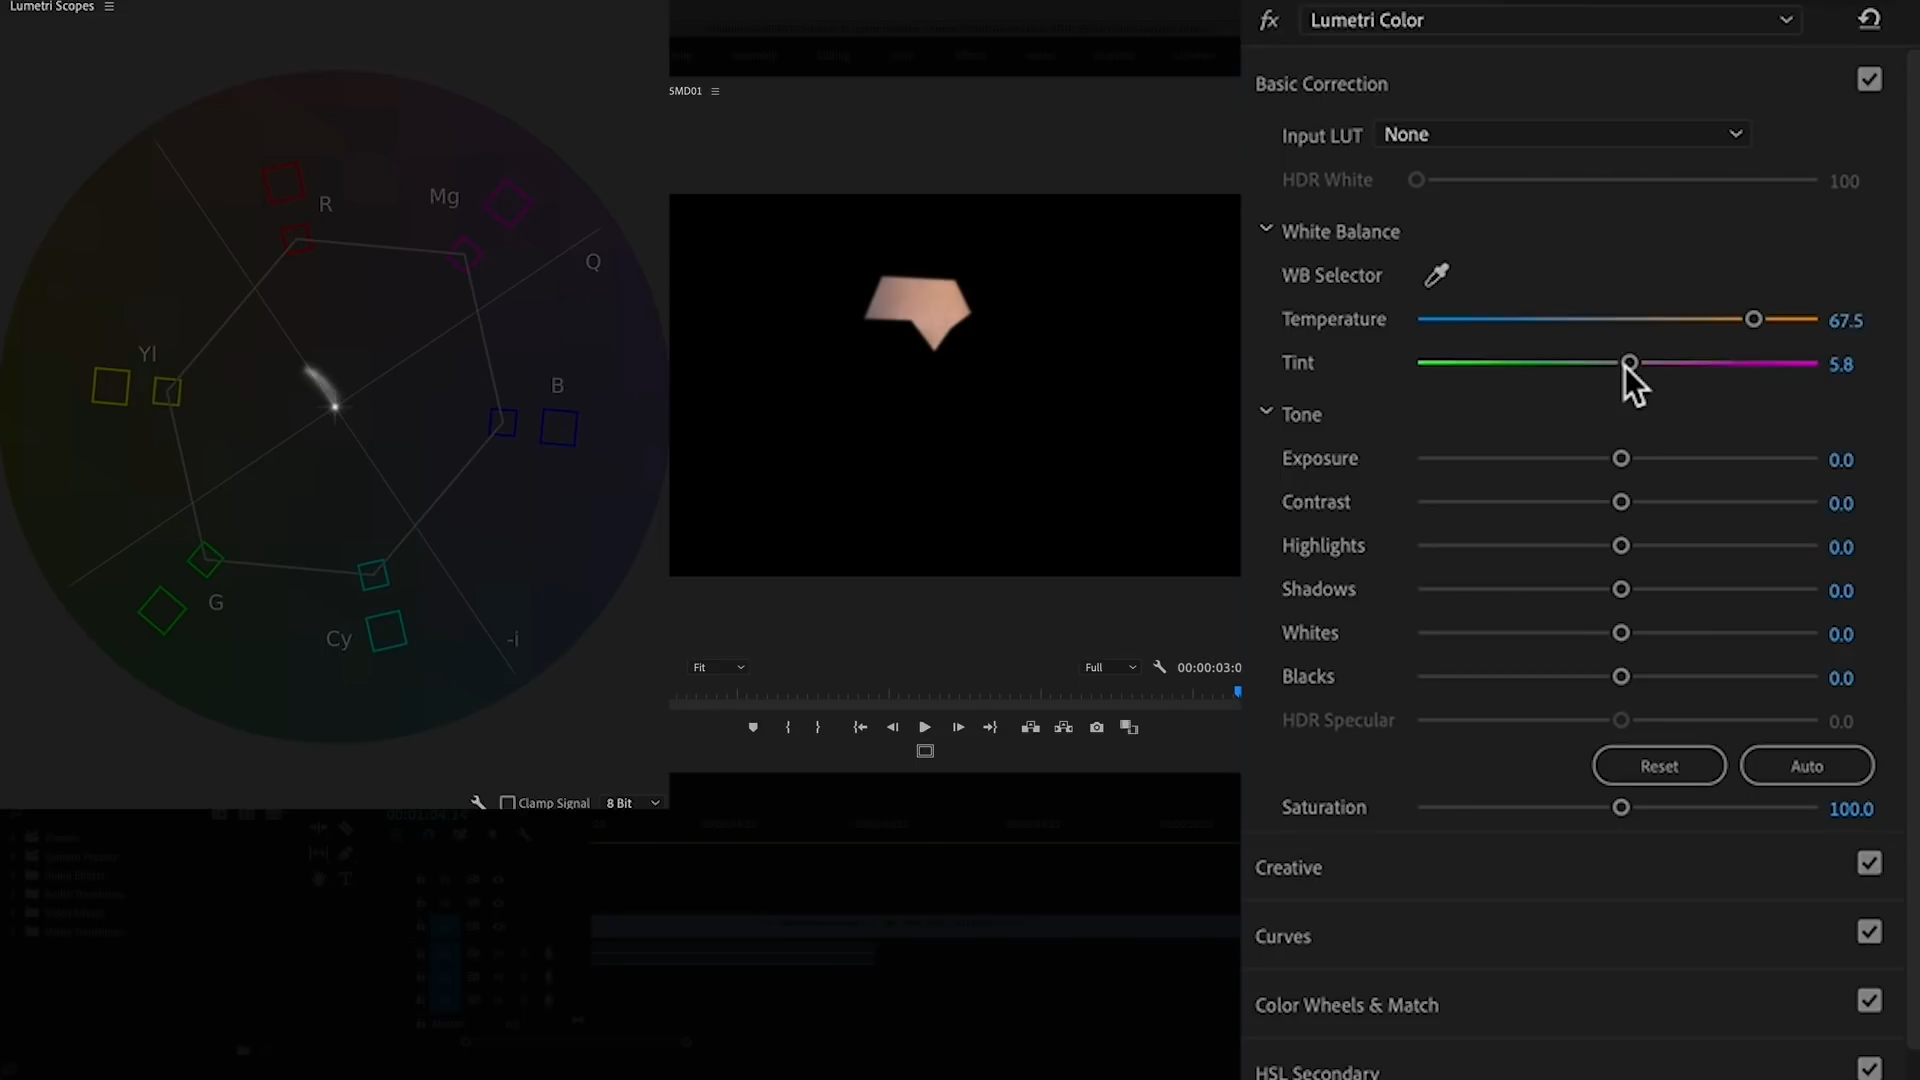 Lumetri Scopes
R
Mg
Q
Yl
B
G
Cy
-i
Clamp Signal
8 Bit
5MD01
Fit
Full
00:00:03:0
fx
Lumetri Color
Basic Correction
Input LUT
None
HDR White
100
White Balance
WB Selector
Temperature
67.5
Tint
5.8
Tone
Exposure
0.0
Contrast
0.0
Highlights
0.0
Shadows
0.0
Whites
0.0
Blacks
0.0
HDR Specular
0.0
Reset
Auto
Saturation
100.0
Creative
Curves
Color Wheels & Match
HSL Secondary